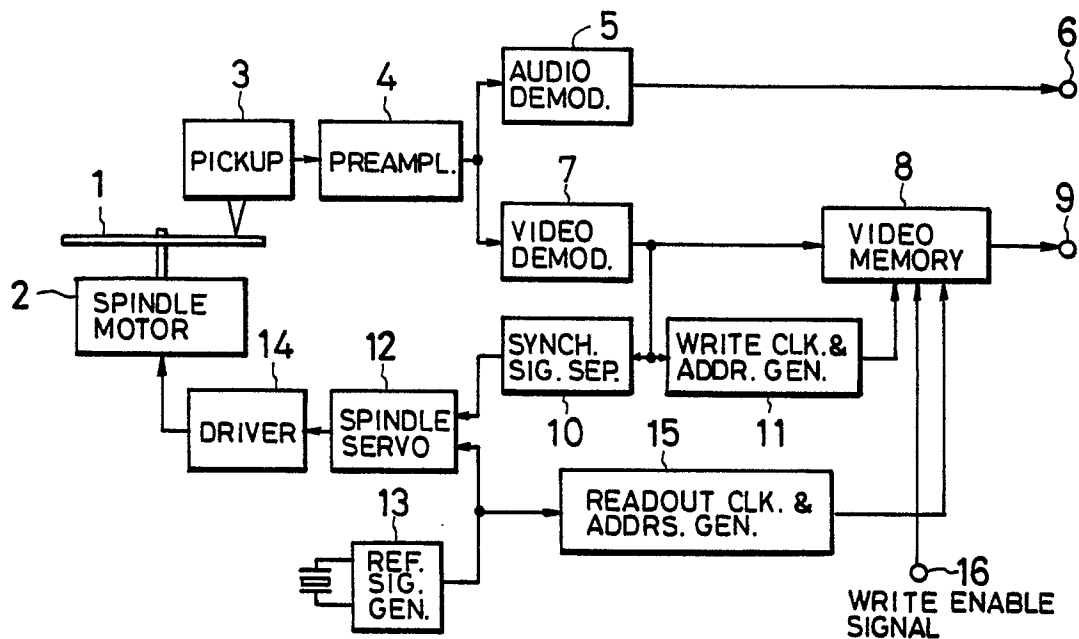 5
6
AUDIO
DEMOD.
3
4
PICKUP
PREAMPL.
1
7
8
9
VIDEO
DEMOD.
VIDEO
MEMORY
2
SPINDLE
MOTOR
14
12
SYNCH.
SIG. SEP.
WRITE CLK.&
ADDR. GEN.
10
11
DRIVER
SPINDLE
SERVO
15
READOUT CLK. &
ADDRS. GEN.
13
REF.
SIG.
GEN.
16
WRITE ENABLE
SIGNAL